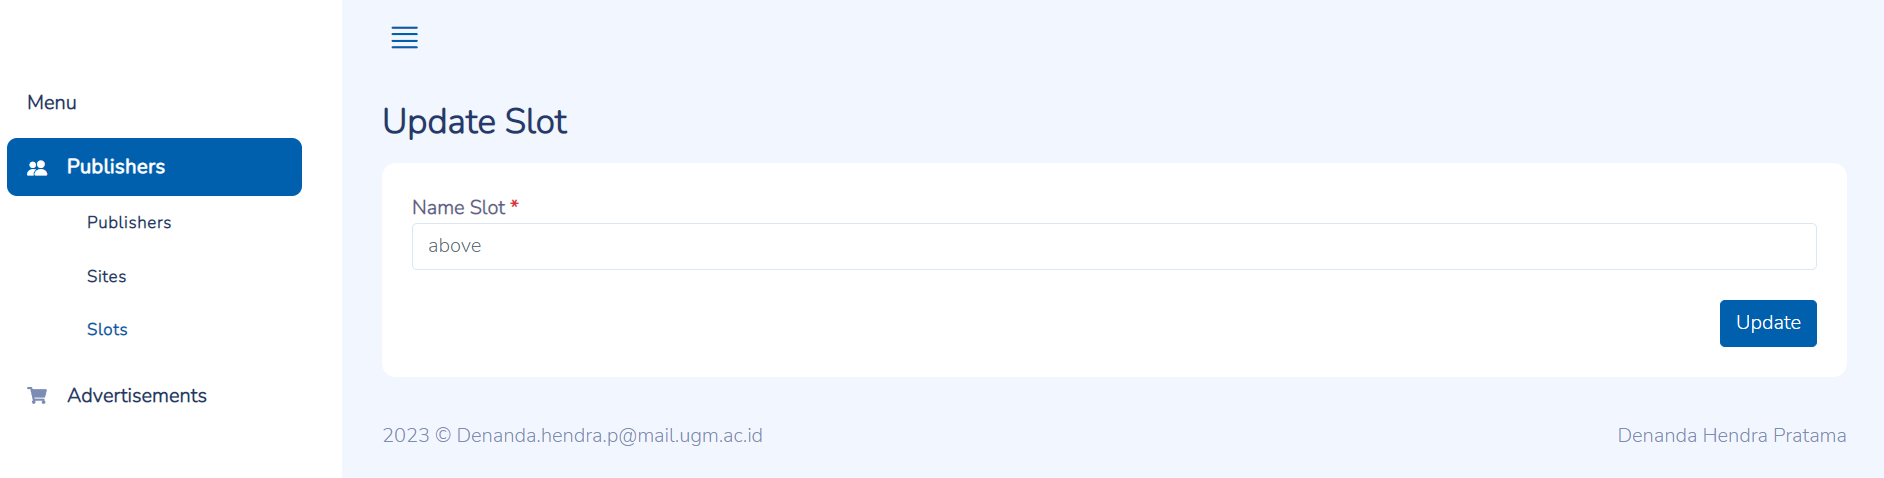 Menu
Publishers
Publishers
Sites
Slots
Advertisements
Update Slot
Name Slot *
above
Update
2023 © Denanda.hendra.p@mail.ugm.ac.id
Denanda Hendra Pratama